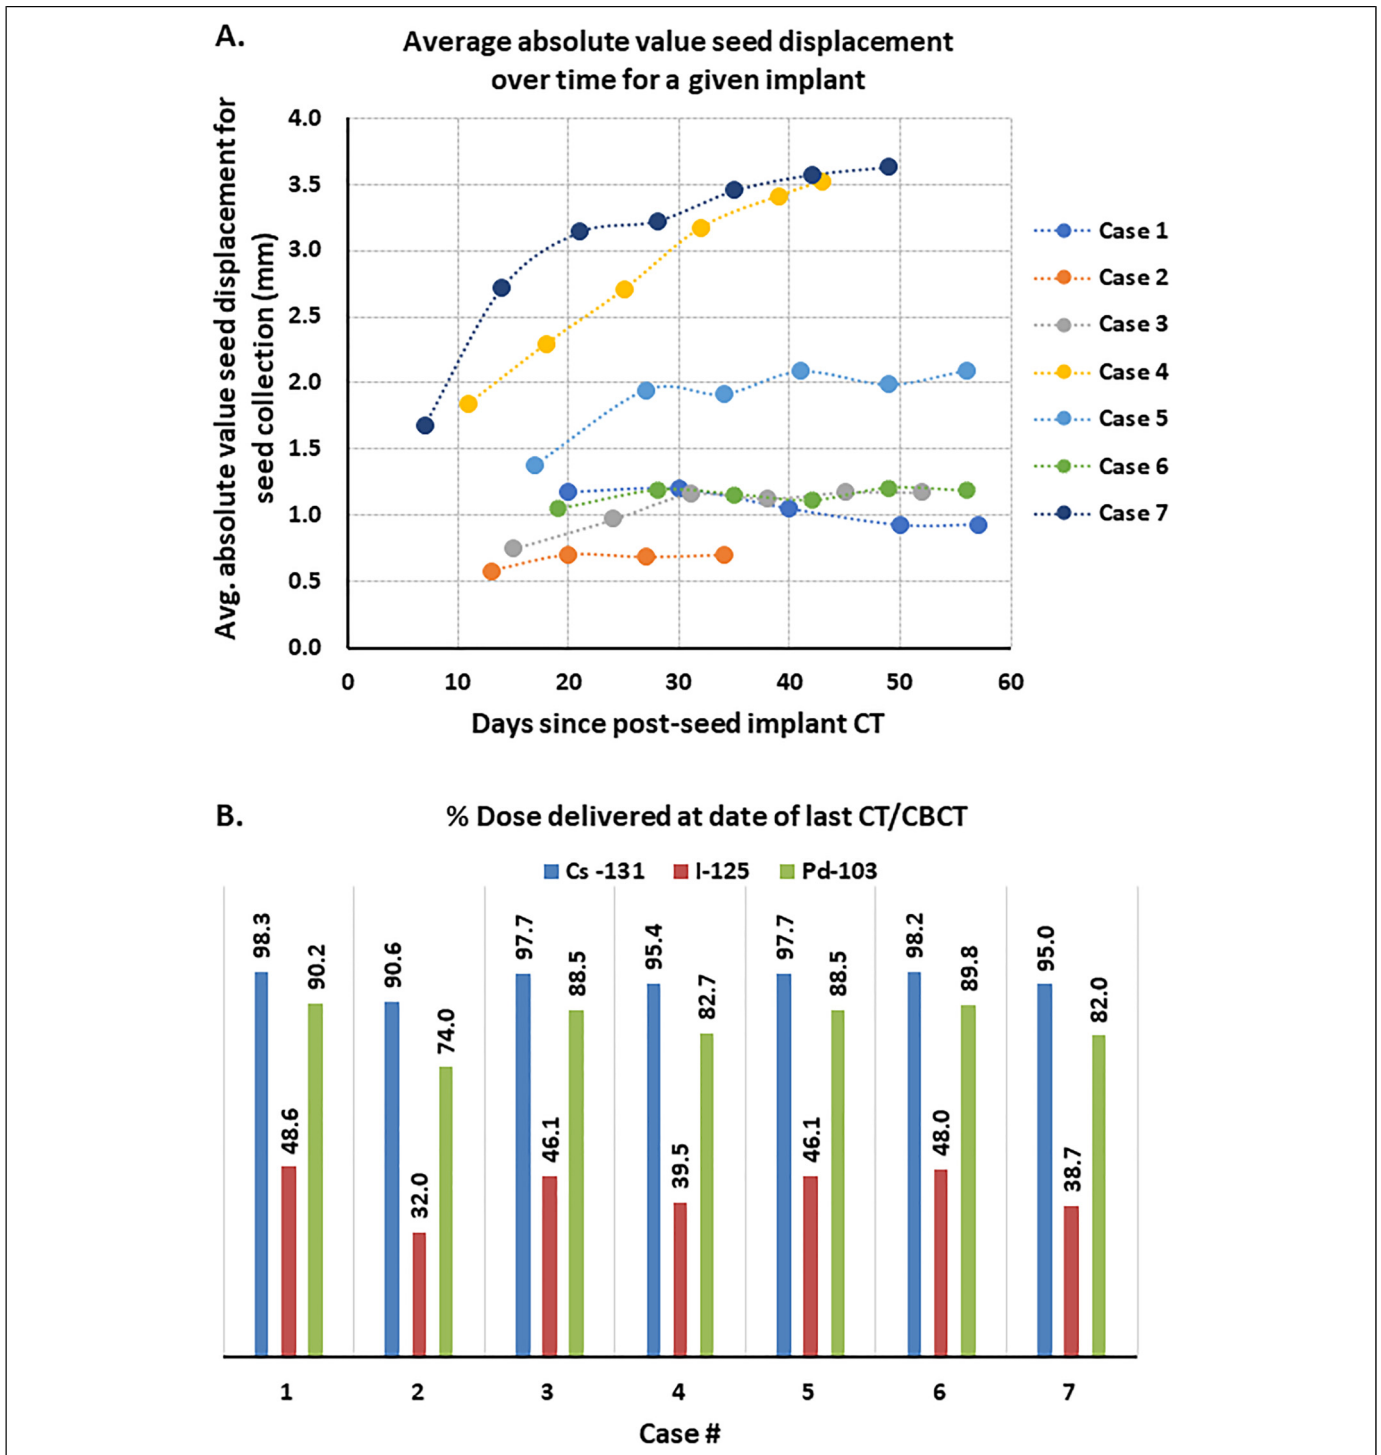 A.
Average absolute value seed displacement
over time for a given implant
Avg. absolute value seed displacement for
seed collection (mm)
4.0
3.5
3.0
2.5
2.0
1.5
1.0
0.5
0.0
0 10 20 30 40 50 60
Days since post-seed implant CT
Case 1
Case 2
Case 3
Case 4
Case 5
Case 6
Case 7
B.
% Dose delivered at date of last CT/CBCT
Cs -131 I-125 Pd-103
98.3 48.6 90.2
90.6 32.0 74.0
97.7 46.1 88.5
95.4 39.5 82.7
97.7 46.1 88.5
98.2 48.0 89.8
95.0 38.7 82.0
1 2 3 4 5 6 7
Case #